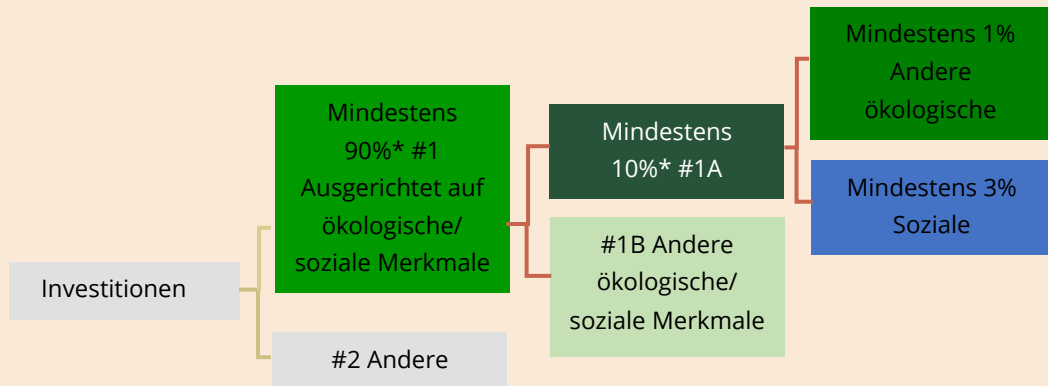 Investitionen
Mindestens
90%* #1
Ausgerichtet auf
ökologische/
soziale Merkmale
#2 Andere
Mindestens
10%* #1A
#1B Andere
ökologische/
soziale Merkmale
Mindestens 1%
Andere
ökologische
Mindestens 3%
Soziale